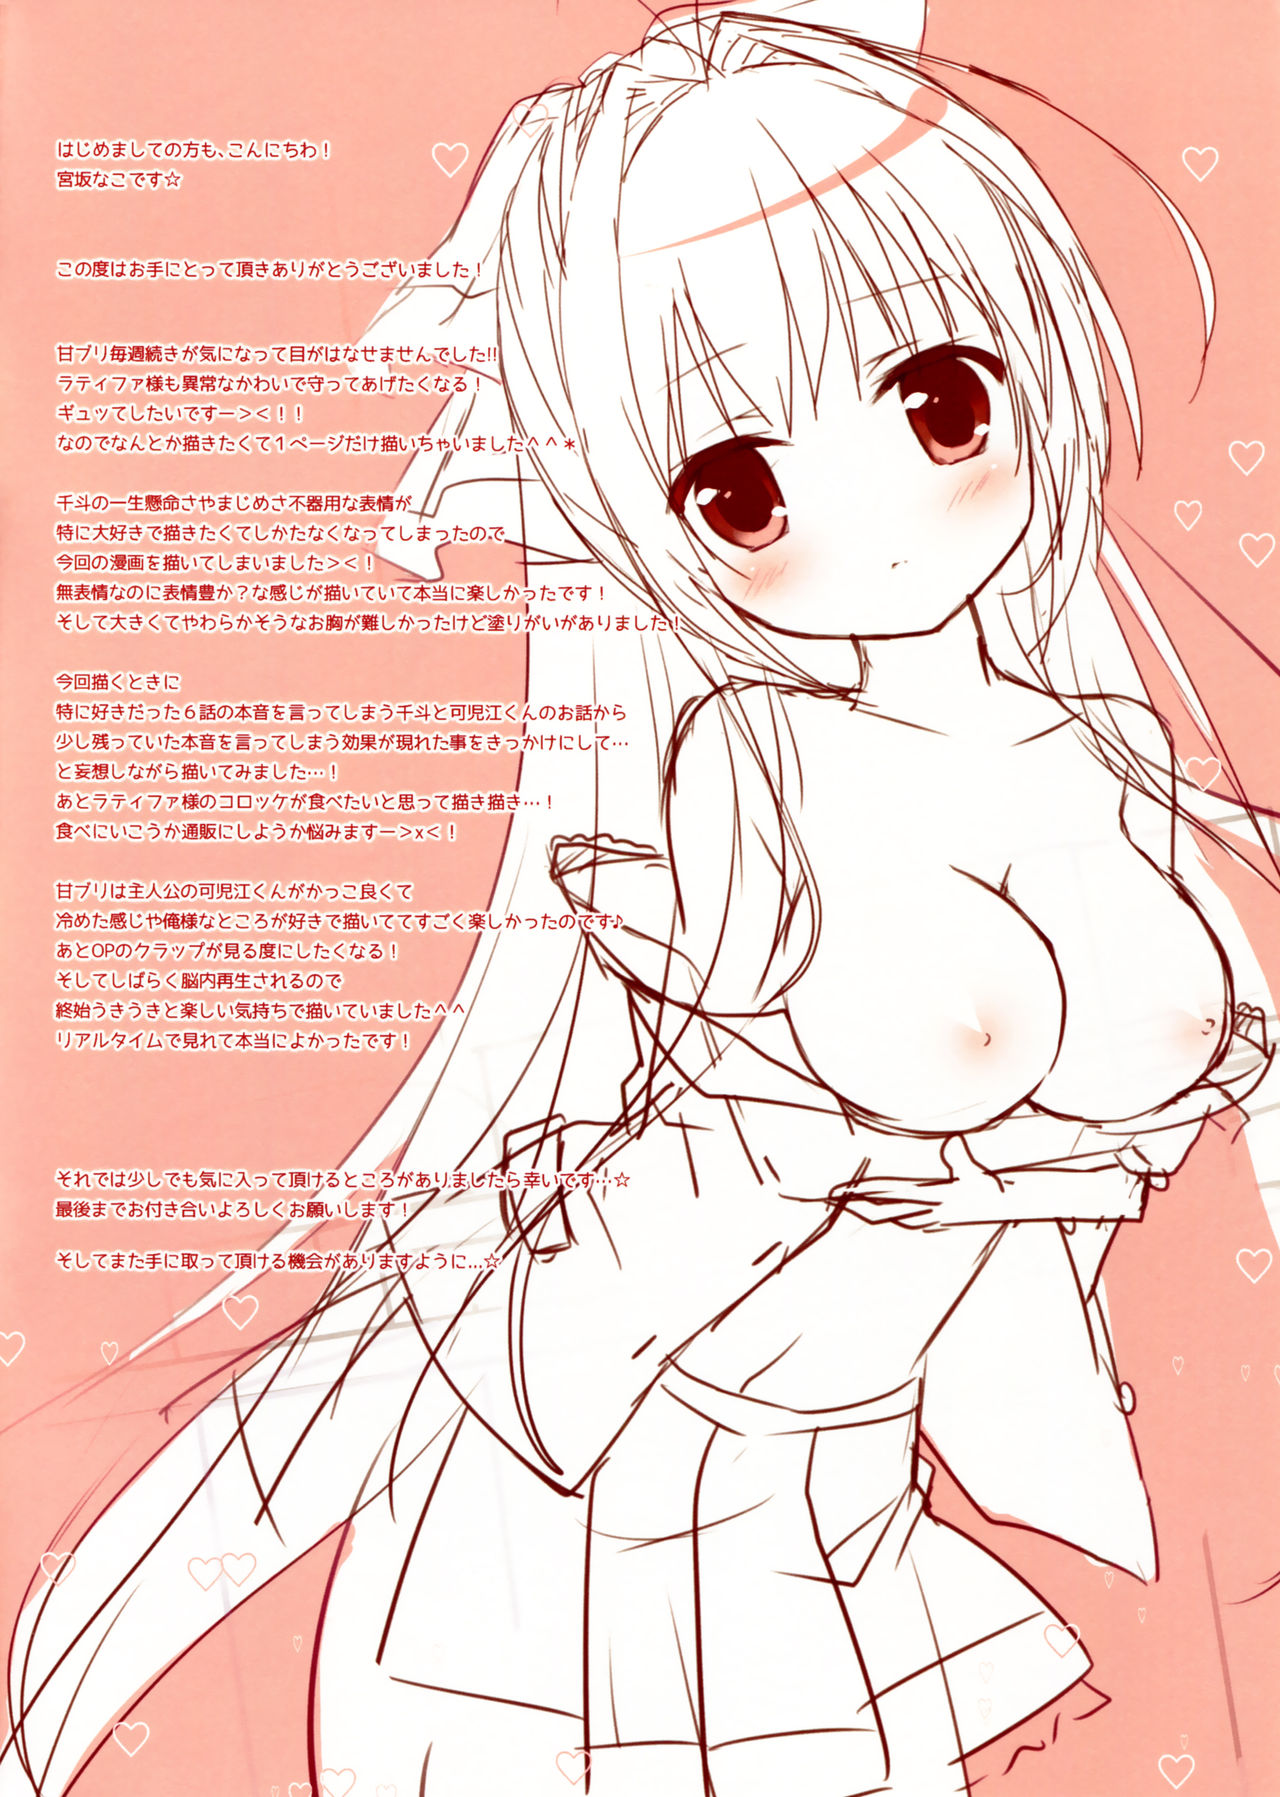 はじめましての方も、こんにちわ！
宮坂なこです☆
この度はお手にとって頂きありがとうございました！
甘ブリ毎週続きが気になって目がはなせませんでした!!
ラティファ様も異常なかわいで守ってあげたくなる！
ギュッてしたいですー＞＜！！
なのでなんとか描きたくて１ページだけ描いちゃいました＾＾＊
千斗の一生懸命さやまじめさ不器用な表情が
特に大好きで描きたくてしかたなくなってしまったので
今回の漫画を描いてしまいました＞＜！
無表情なのに表情豊か？な感じが描いていて本当に楽しかったです！
そして大きくてやわらかそうなお胸が難しかったけど塗りがいがありました！
今回描くときに
特に好きだった６話の本音を言ってしまう千斗と可児江くんのお話から
少し残っていた本音を言ってしまう効果が現れた事をきっかけにして…
と妄想しながら描いてみました…！
あとラティファ様のコロッケが食べたいと思って描き描き…！
食べにいこうか通販にしようか悩みますー＞x＜！
甘ブリは主人公の可児江くんがかっこ良くて
冷めた感じや俺様なところが好きで描いててすごく楽しかったのです♪
あとOPのクラップが見る度にしたくなる！
そしてしばらく脳内再生されるので
終始うきうきと楽しい気持ちで描いていました＾＾
リアルタイムで見れて本当によかったです！
それでは少しでも気に入って頂けるところがありましたら幸いです…☆
最後までお付き合いよろしくお願いします！
そしてまた手に取って頂ける機会がありますように...☆